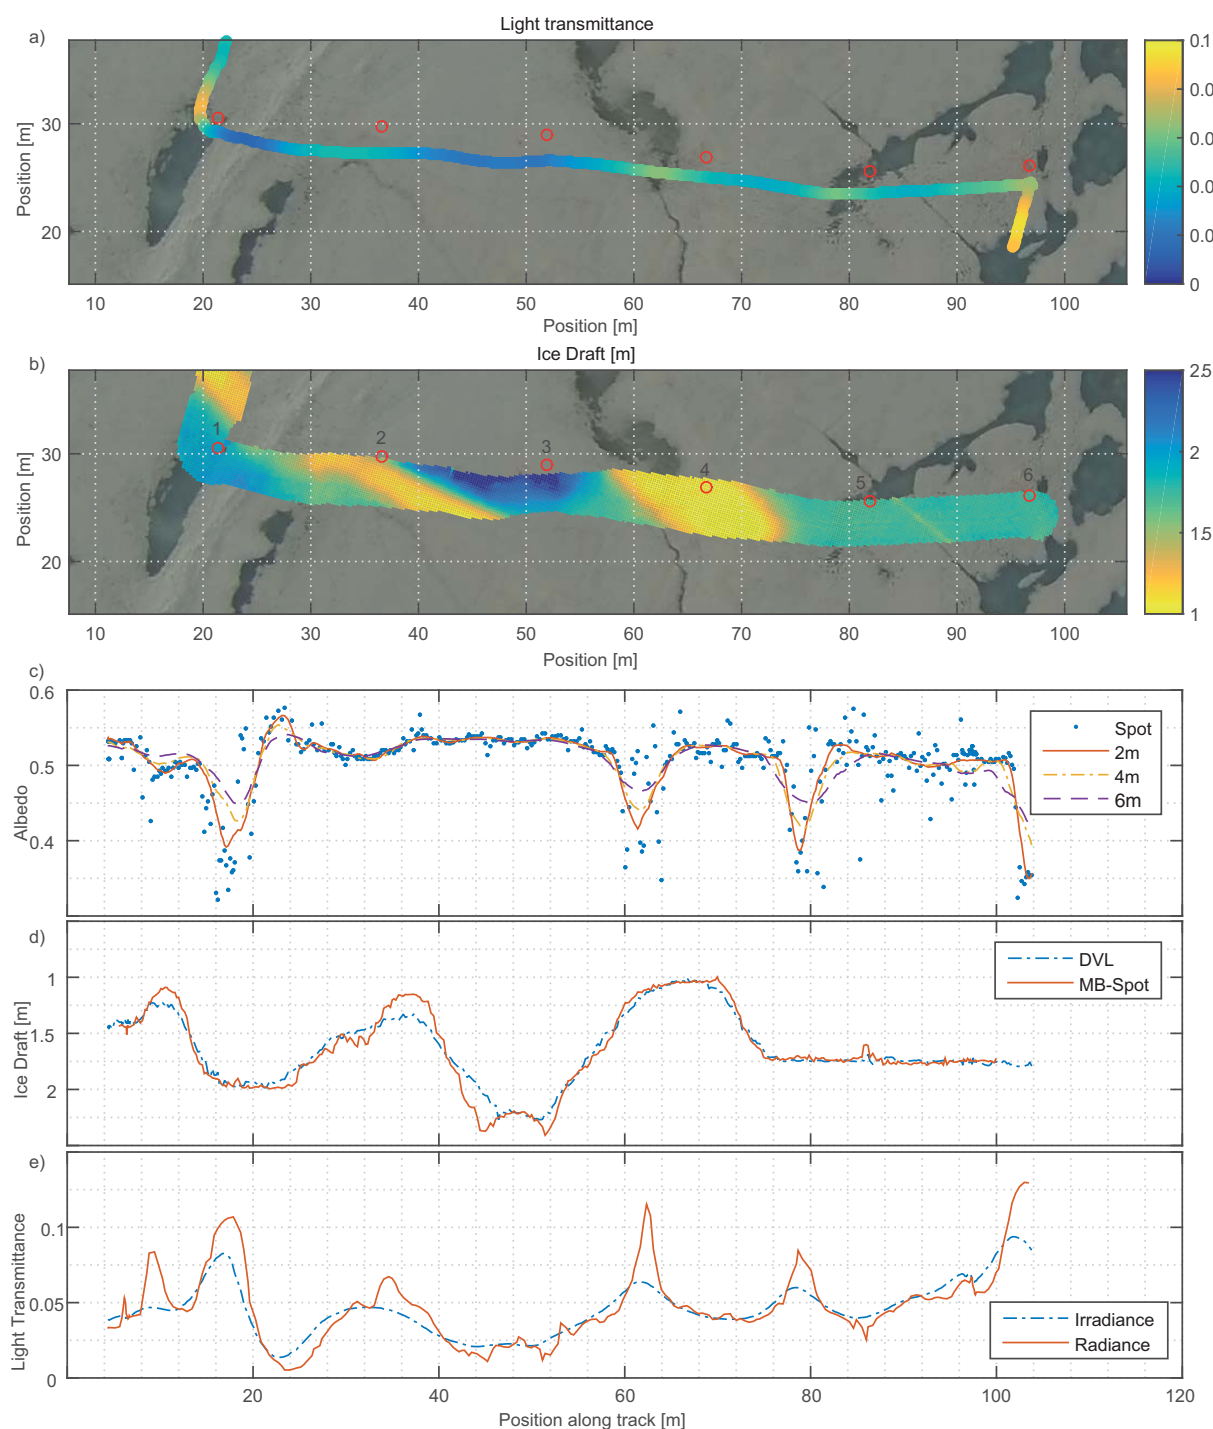 a)
Light transmittance
Position [m]
30
20
10 20 30 40 50 60 70 80 90 100
Position [m]
0.1
0.0
0.0
0.0
0.0
0
b)
Ice Draft [m]
Position [m]
30
20
1 2 3 4 5 6
10 20 30 40 50 60 70 80 90 100
Position [m]
2.5
2
1.5
1
c)
Albedo
0.6
0.5
0.4
Spot
2m
4m
6m
d)
Ice Draft [m]
1
1.5
2
DVL
MB-Spot
e)
Light Transmittance
0.1
0.05
0
Irradiance
Radiance
20 40 60 80 100 120
Position along track [m]